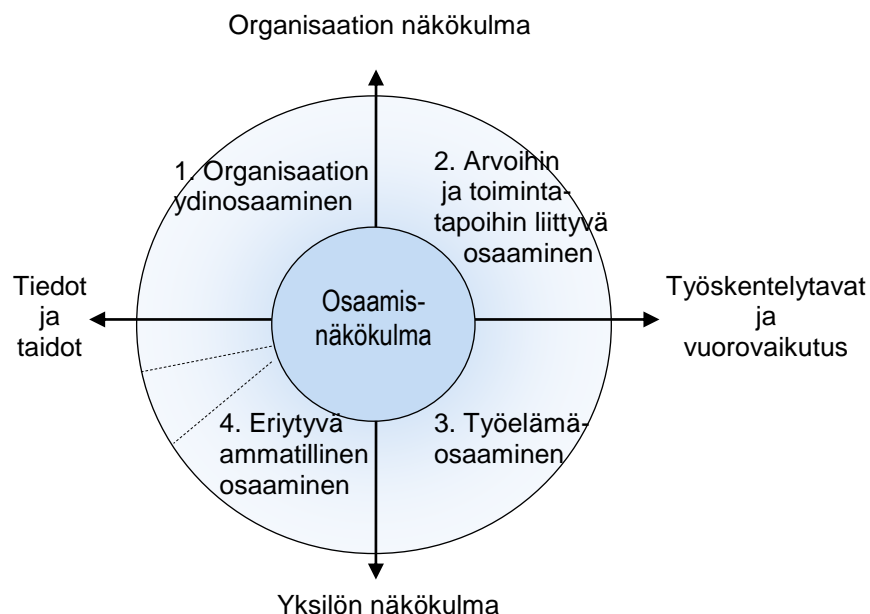 Organisaation näkökulma
1. Organisaation
ydinosaaminen
2. Arvoihin
ja toiminta-
tapoihin liittyvä
osaaminen
Tiedot
ja
taidot
Osaamis-
näkökulma
Työskentelytavat
ja
vuorovaikutus
4. Eriytyvä
ammatillinen
osaaminen
3. Työelämä-
osaaminen
Yksilön näkökulma